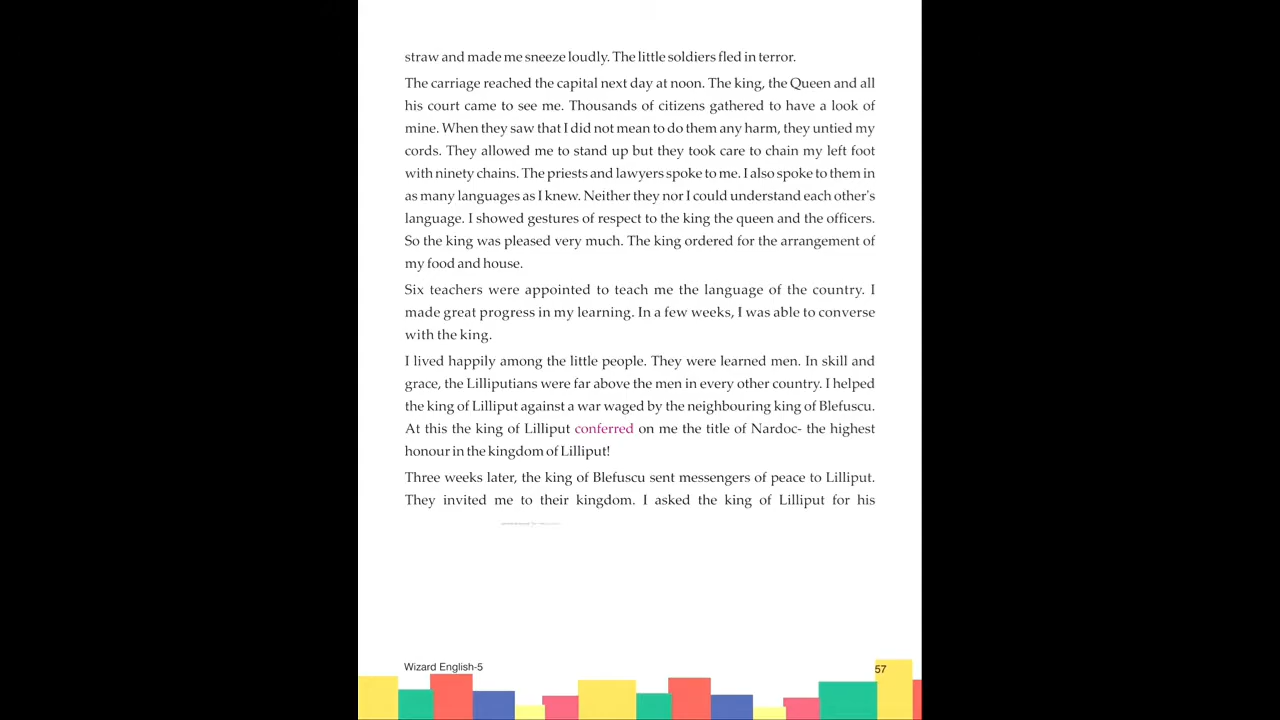 straw and made me sneeze loudly. The little soldiers fled in terror.
The carriage reached the capital next day at noon. The king, the Queen and all
his court came to see me. Thousands of citizens gathered to have a look of
mine. When they saw that I did not mean to do them any harm, they untied my
cords. They allowed me to stand up but they took care to chain my left foot
with ninety chains. The priests and lawyers spoke to me. I also spoke to them in
as many languages as I knew. Neither they nor I could understand each other's
language. I showed gestures of respect to the king the queen and the officers.
So the king was pleased very much. The king ordered for the arrangement of
my food and house.
Six teachers were appointed to teach me the language of the country. I
made great progress in my learning. In a few weeks, I was able to converse
with the king.
I lived happily among the little people. They were learned men. In skill and
grace, the Lilliputians were far above the men in every other country. I helped
the king of Lilliput against a war waged by the neighbouring king of Blefuscu.
At this the king of Lilliput conferred on me the title of Nardoc- the highest
honour in the kingdom of Lilliput!
Three weeks later, the king of Blefuscu sent messengers of peace to Lilliput.
They invited me to their kingdom. I asked the king of Lilliput for his
Wizard English-5
57